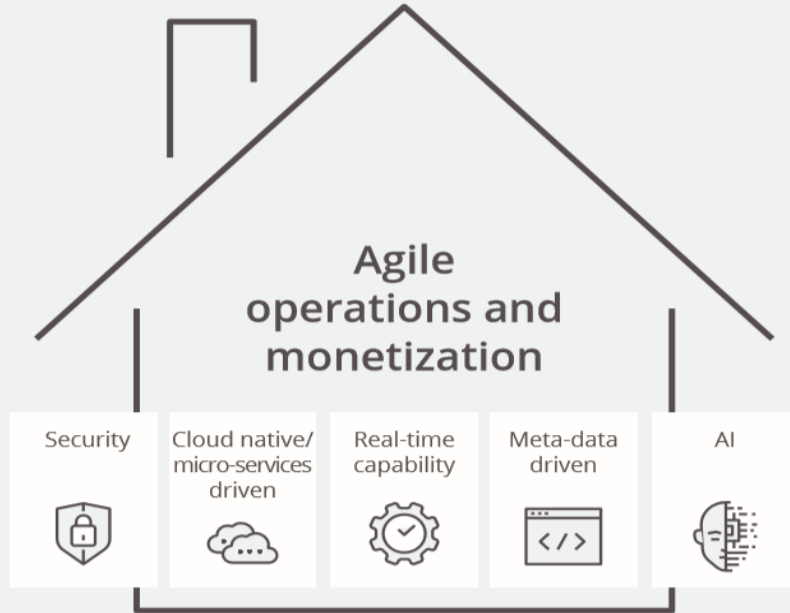 Agile
operations and
monetization
Security
Cloud native/
micro-services
driven
Real-time
capability
Meta-data
driven
AI
</>